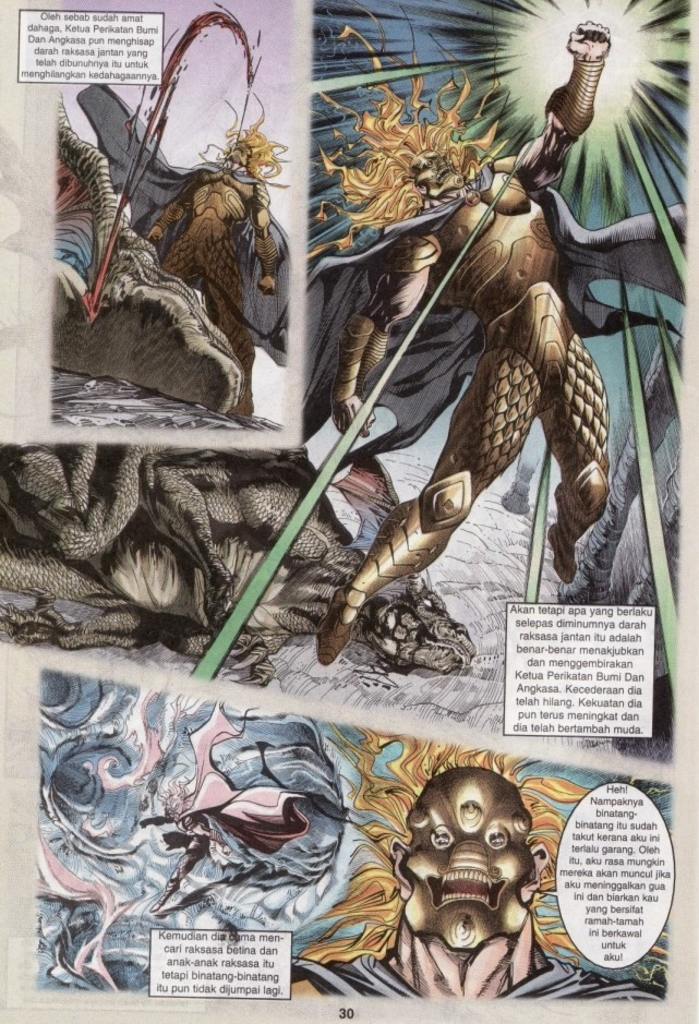 Oleh sebab sudah amat
dahaga, Ketua Perikatan Bumi
Dan Angkasa pun menghisap
darah raksasa jantan yang
telah dibunuhnya itu untuk
menghilangkan kedahagaannya.
Akan tetapi apa yang berlaku
selepas diminumnya darah
raksasa jantan itu adalah
benar-benar menakjubkan
dan menggembirakan
Ketua Perikatan Bumi Dan
Angkasa. Kecederaan dia
telah hilang. Kekuatan dia
pun terus meningkat dan
dia telah bertambah muda.
Kemudian dia cuma men-
cari raksasa betina dan
anak-anak raksasa itu
tetapi binatang-binatang
itu pun tidak dijumpai lagi.
Heh!
Nampaknya
binatang-
binatang itu sudah
takut kerana aku ini
terlalu garang. Oleh
itu, aku rasa mungkin
mereka akan muncul jika
aku meninggalkan gua
ini dan biarkan kau
yang bersifat
ramah-tamah
ini berkawal
untuk
aku!
30